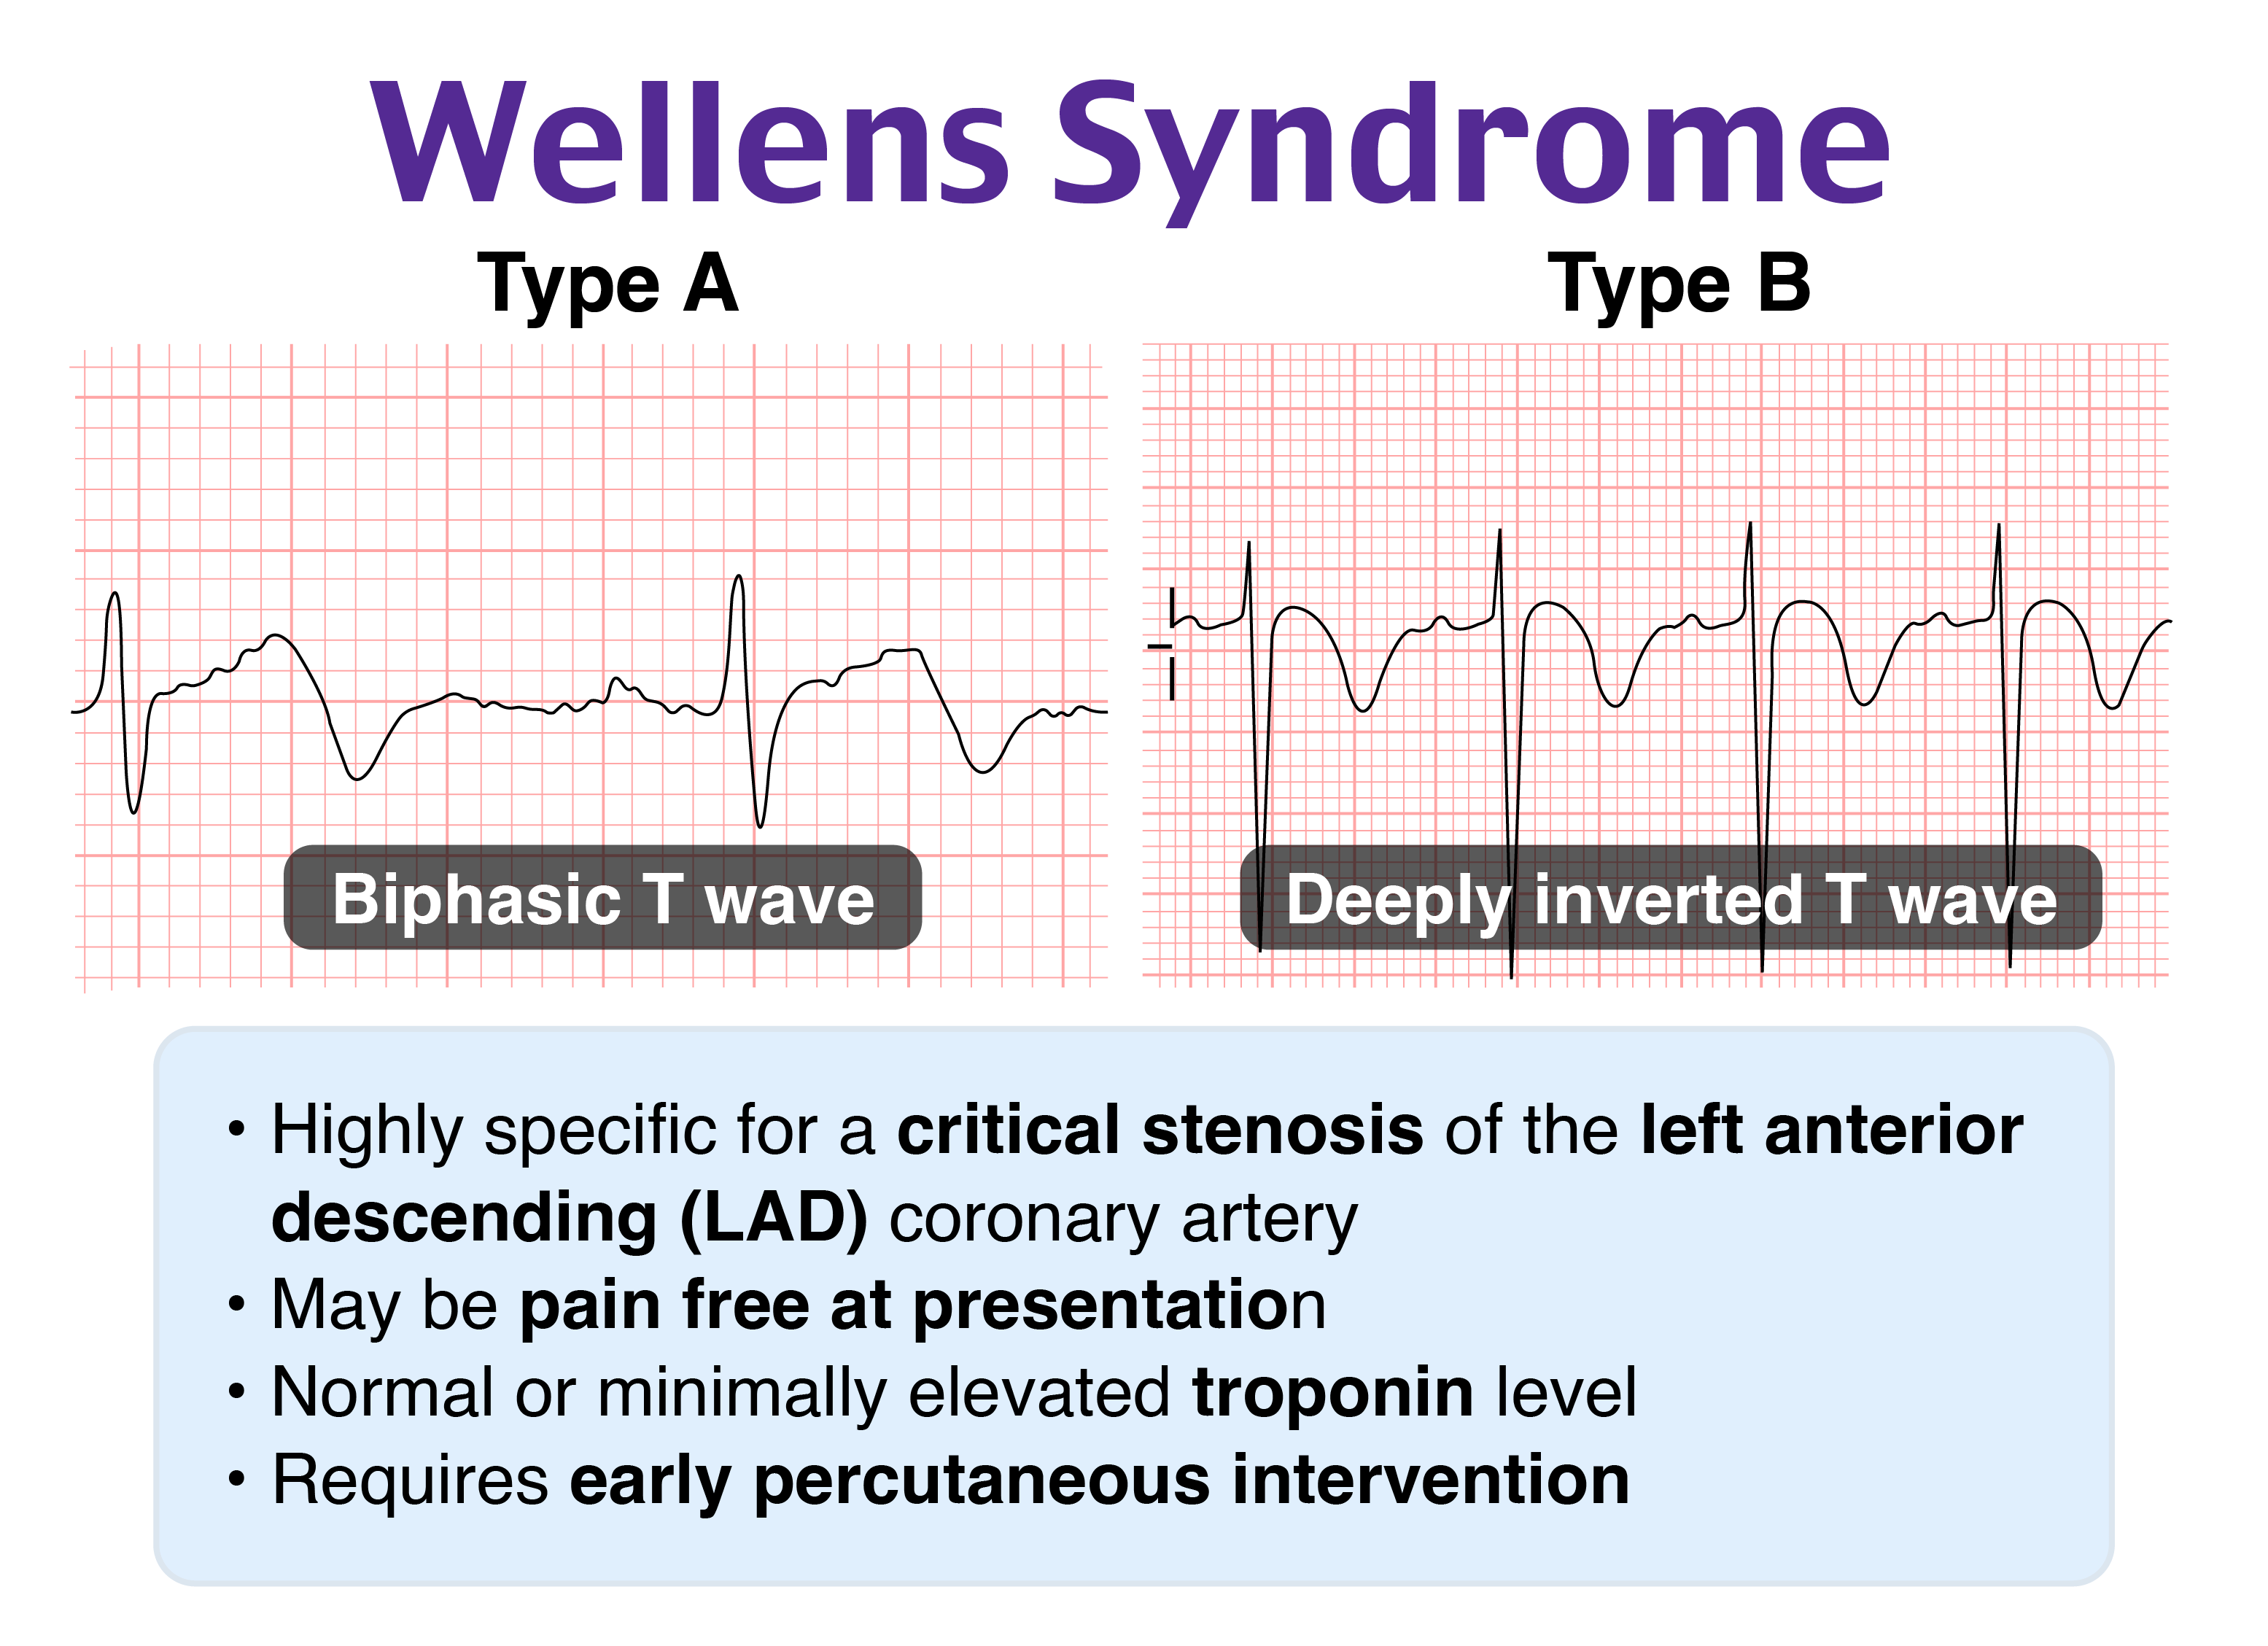 Wellens Syndrome
Type A
Type B
Biphasic T wave
Deeply inverted T wave
• Highly specific for a critical stenosis of the left anterior
descending (LAD) coronary artery
• May be pain free at presentation
• Normal or minimally elevated troponin level
• Requires early percutaneous intervention